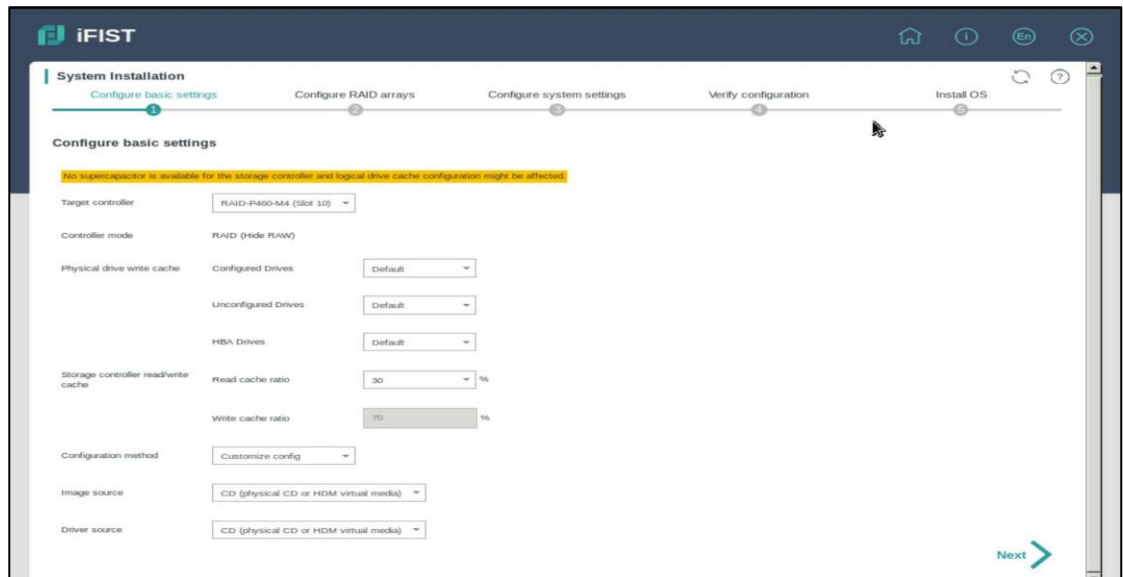 iFIST
En
System Installation
?
Configure basic settings
Configure RAID arrays
Configure system settings
Verify configuration
Install OS
1
2
3
4
5
Configure basic settings
No supercapacitor is available for the storage controller and logical drive cache configuration might be affected.
Target controller
RAID-P460-M4 (Slot 10)
Controller mode
RAID (Hide RAW)
Physical drive write cache
Configured Drives
Default
Unconfigured Drives
Default
HBA Drives
Default
Storage controller read/write
cache
Read cache ratio
30
%
Write cache ratio
70
%
Configuration method
Customize config
Image source
CD (physical CD or HDM virtual media)
Driver source
CD (physical CD or HDM virtual media)
Next